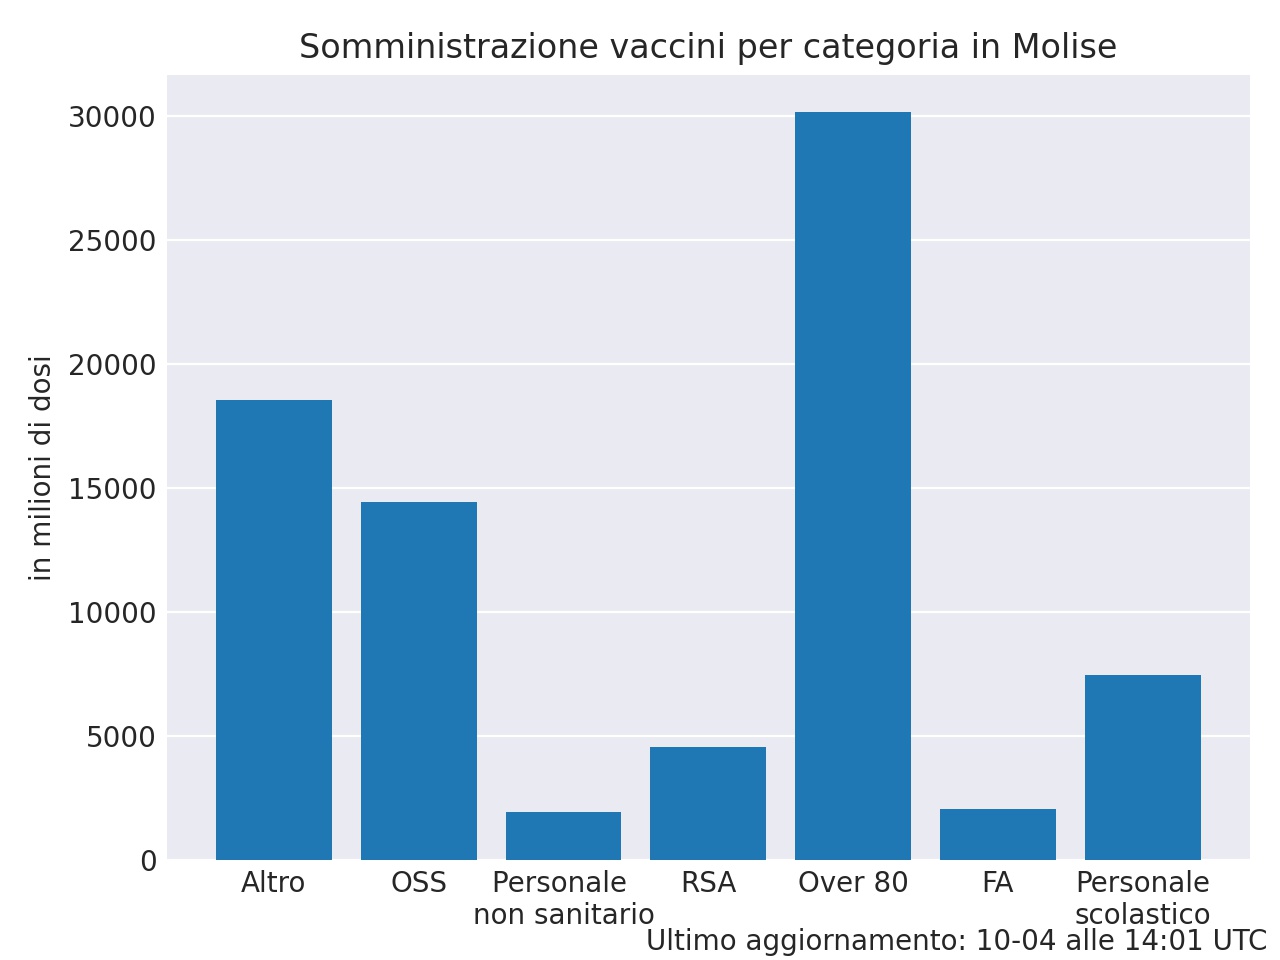 Somministrazione vaccini per categoria in Molise
in milioni di dosi
30000
25000
20000
15000
10000
5000
0
Altro
OSS
Personale
non sanitario
RSA
Over 80
FA
Personale
scolastico
Ultimo aggiornamento: 10-04 alle 14:01 UTC